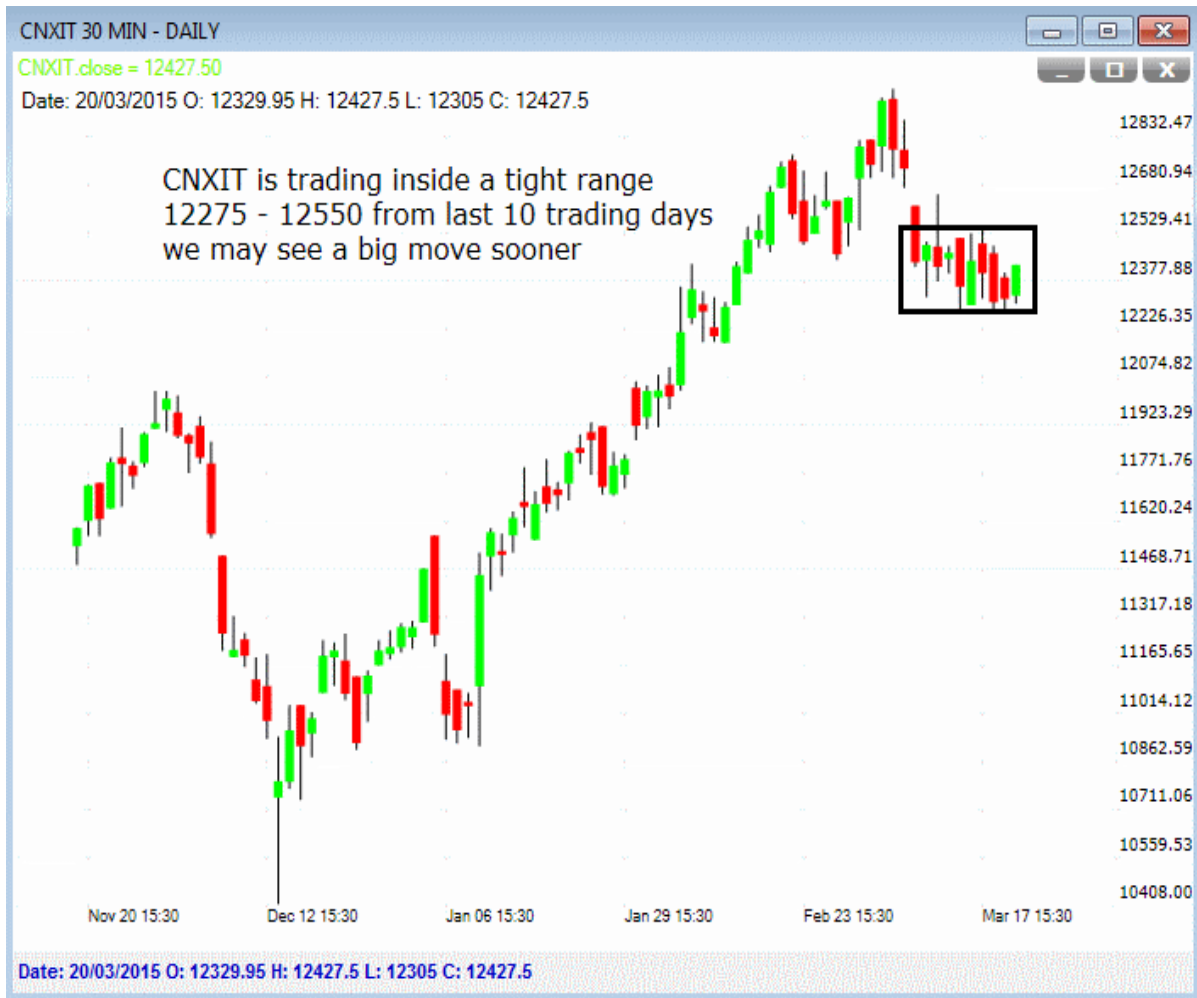 CNXIT 30 MIN - DAILY
CNXIT.close = 12427.50
Date: 20/03/2015 O: 12329.95 H: 12427.5 L: 12305 C: 12427.5
CNXIT is trading inside a tight range
12275 - 12550 from last 10 trading days
we may see a big move sooner
12832.47
12680.94
12529.41
12377.88
12226.35
12074.82
11923.29
11771.76
11620.24
11468.71
11317.18
11165.65
11014.12
10862.59
10711.06
10559.53
10408.00
Nov 20 15:30 Dec 12 15:30 Jan 06 15:30 Jan 29 15:30 Feb 23 15:30 Mar 17 15:30
Date: 20/03/2015 O: 12329.95 H: 12427.5 L: 12305 C: 12427.5